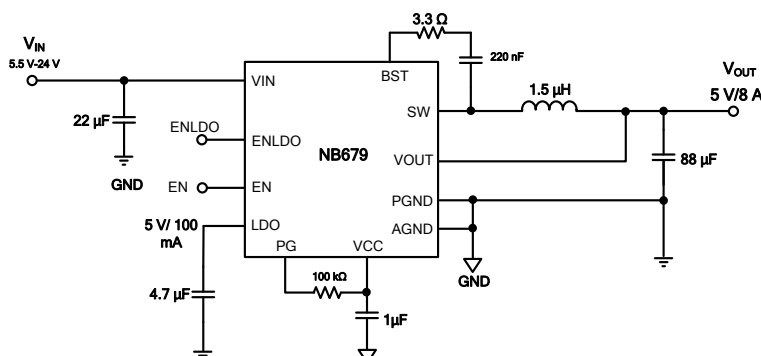 3.3 Ω
V_IN
5.5 V-24 V
220 nF
BST
VIN
V_OUT
5 V/8 A
1.5 µH
SW
22 µF
ENLDO
ENLDO
NB679
VOUT
88 µF
GND
EN
EN
PGND
5 V/ 100
mA
LDO
AGND
PG
VCC
GND
100 kΩ
4.7 µF
1µF